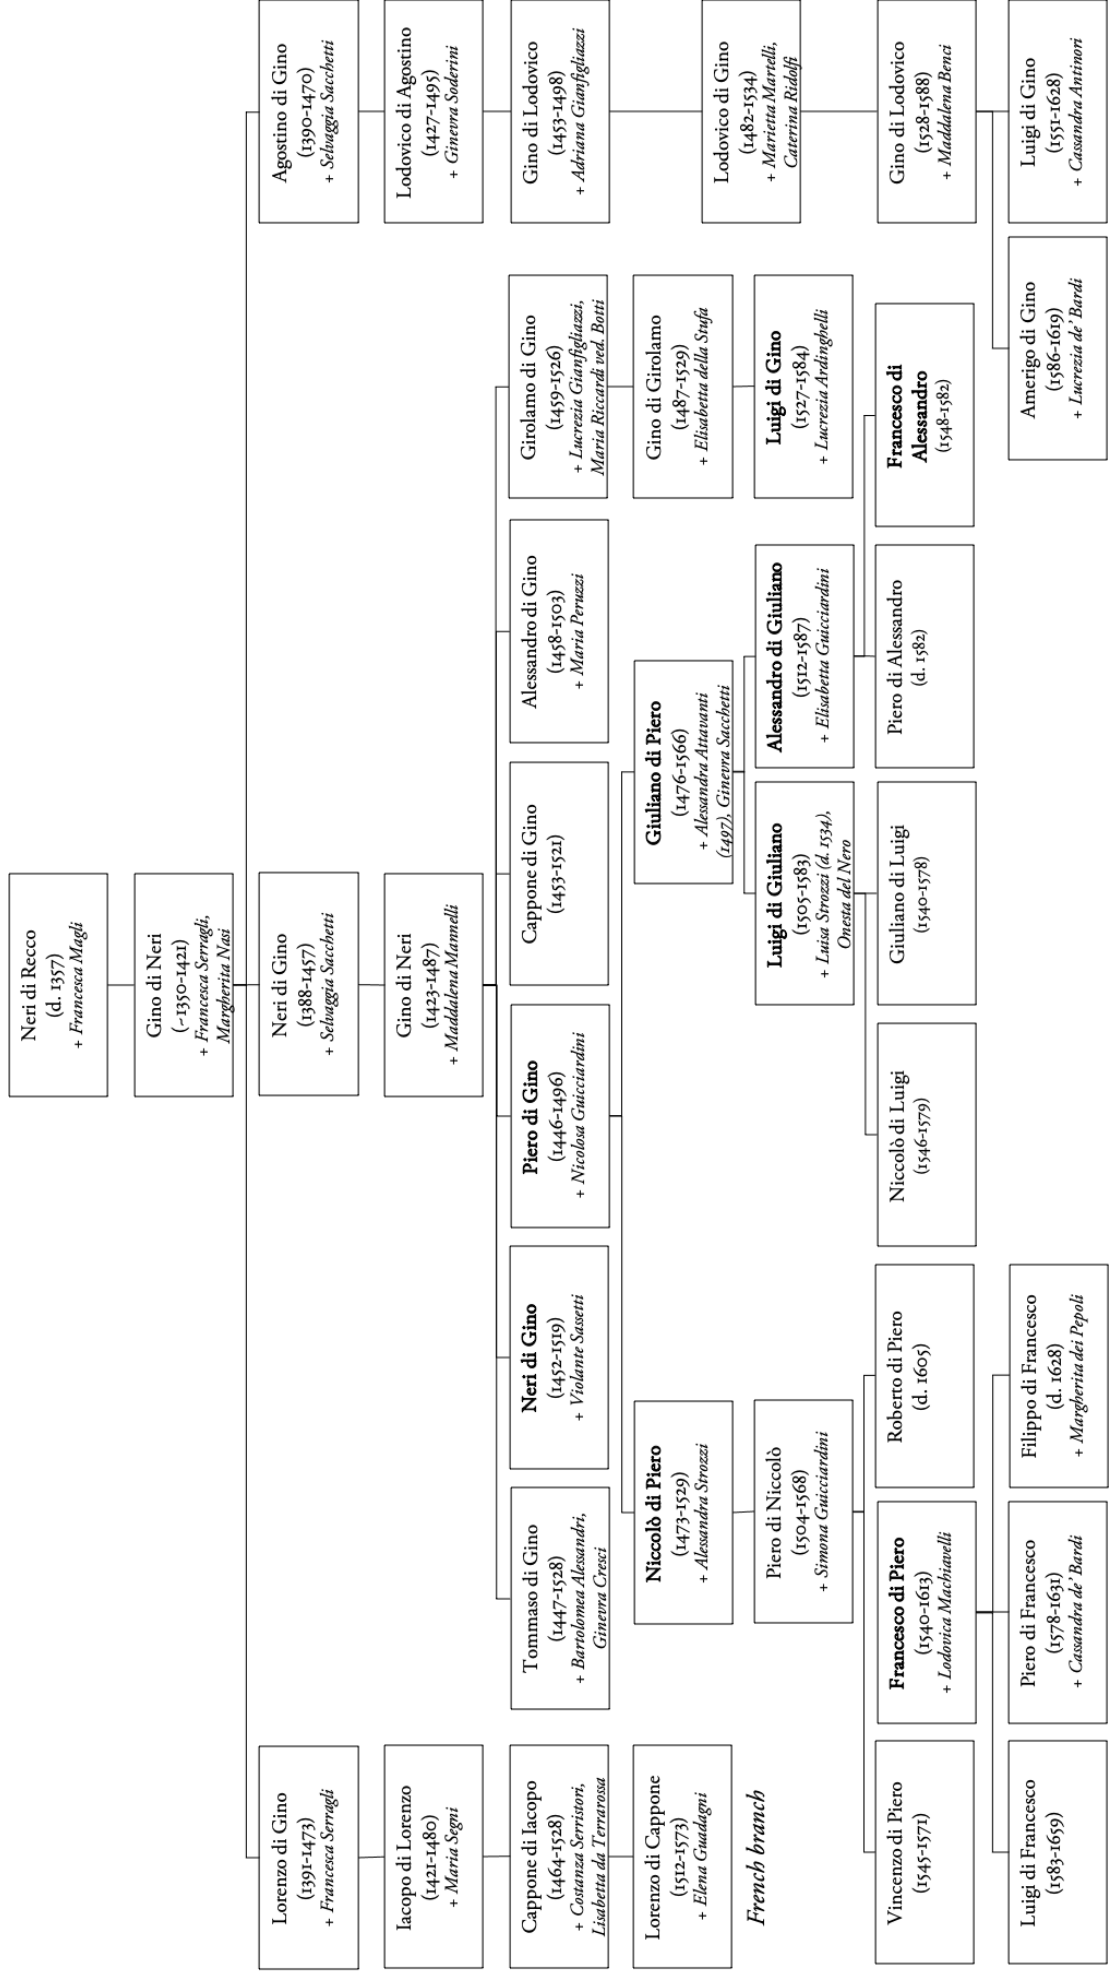 Neri di Recco
(d. 1357)
+ Francesca Magli
Gino di Neri
(~1350-1421)
+ Francesca Serragli,
Margherita Nasi
Lorenzo di Gino
(1391-1473)
+ Francesca Serragli
Neri di Gino
(1388-1457)
+ Selvaggia Sacchetti
Agostino di Gino
(1390-1470)
+ Selvaggia Sacchetti
Iacopo di Lorenzo
(1421-1480)
+ Maria Segni
Gino di Neri
(1423-1487)
+ Maddalena Mannelli
Lodovico di Agostino
(1427-1495)
+ Ginevra Soderini
Cappone di Iacopo
(1464-1528)
+ Costanza Serristori,
Lisabetta da Terrarossa
Tommaso di Gino
(1447-1528)
+ Bartolomea Alessandri,
Ginevra Cresci
Neri di Gino
(1452-1519)
+ Violante Sassetti
Piero di Gino
(1446-1496)
+ Nicolosa Guicciardini
Cappone di Gino
(1453-1521)
Alessandro di Gino
(1458-1503)
+ Maria Peruzzi
Girolamo di Gino
(1459-1526)
+ Lucrezia Gianfigliazzi,
Maria Riccardi ved. Botti
Gino di Lodovico
(1453-1498)
+ Adriana Gianfigliazzi
Lorenzo di Cappone
(1512-1573)
+ Elena Guadagni
Niccolò di Piero
(1473-1529)
+ Alessandra Strozzi
Giuliano di Piero
(1476-1566)
+ Alessandra Attavanti
(1497), Ginevra Sacchetti
Gino di Girolamo
(1487-1529)
+ Elisabetta della Stufa
Lodovico di Gino
(1482-1534)
+ Marietta Martelli,
Caterina Ridolfi
French branch
Piero di Niccolò
(1504-1568)
+ Simona Guicciardini
Luigi di Giuliano
(1505-1583)
+ Luisa Strozzi (d. 1534),
Onesta del Nero
Alessandro di Giuliano
(1512-1587)
+ Elisabetta Guicciardini
Luigi di Gino
(1527-1584)
+ Lucrezia Ardinghelli
Vincenzo di Piero
(1545-1571)
Francesco di Piero
(1540-1613)
+ Lodovica Machiavelli
Roberto di Piero
(d. 1605)
Niccolò di Luigi
(1546-1579)
Giuliano di Luigi
(1540-1578)
Piero di Alessandro
(d. 1582)
Francesco di
Alessandro
(1548-1582)
Gino di Lodovico
(1528-1588)
+ Maddalena Benci
Luigi di Francesco
(1583-1659)
Piero di Francesco
(1578-1631)
+ Cassandra de' Bardi
Filippo di Francesco
(d. 1628)
+ Margherita dei Pepoli
Amerigo di Gino
(1586-1619)
+ Lucrezia de' Bardi
Luigi di Gino
(1551-1628)
+ Cassandra Antinori